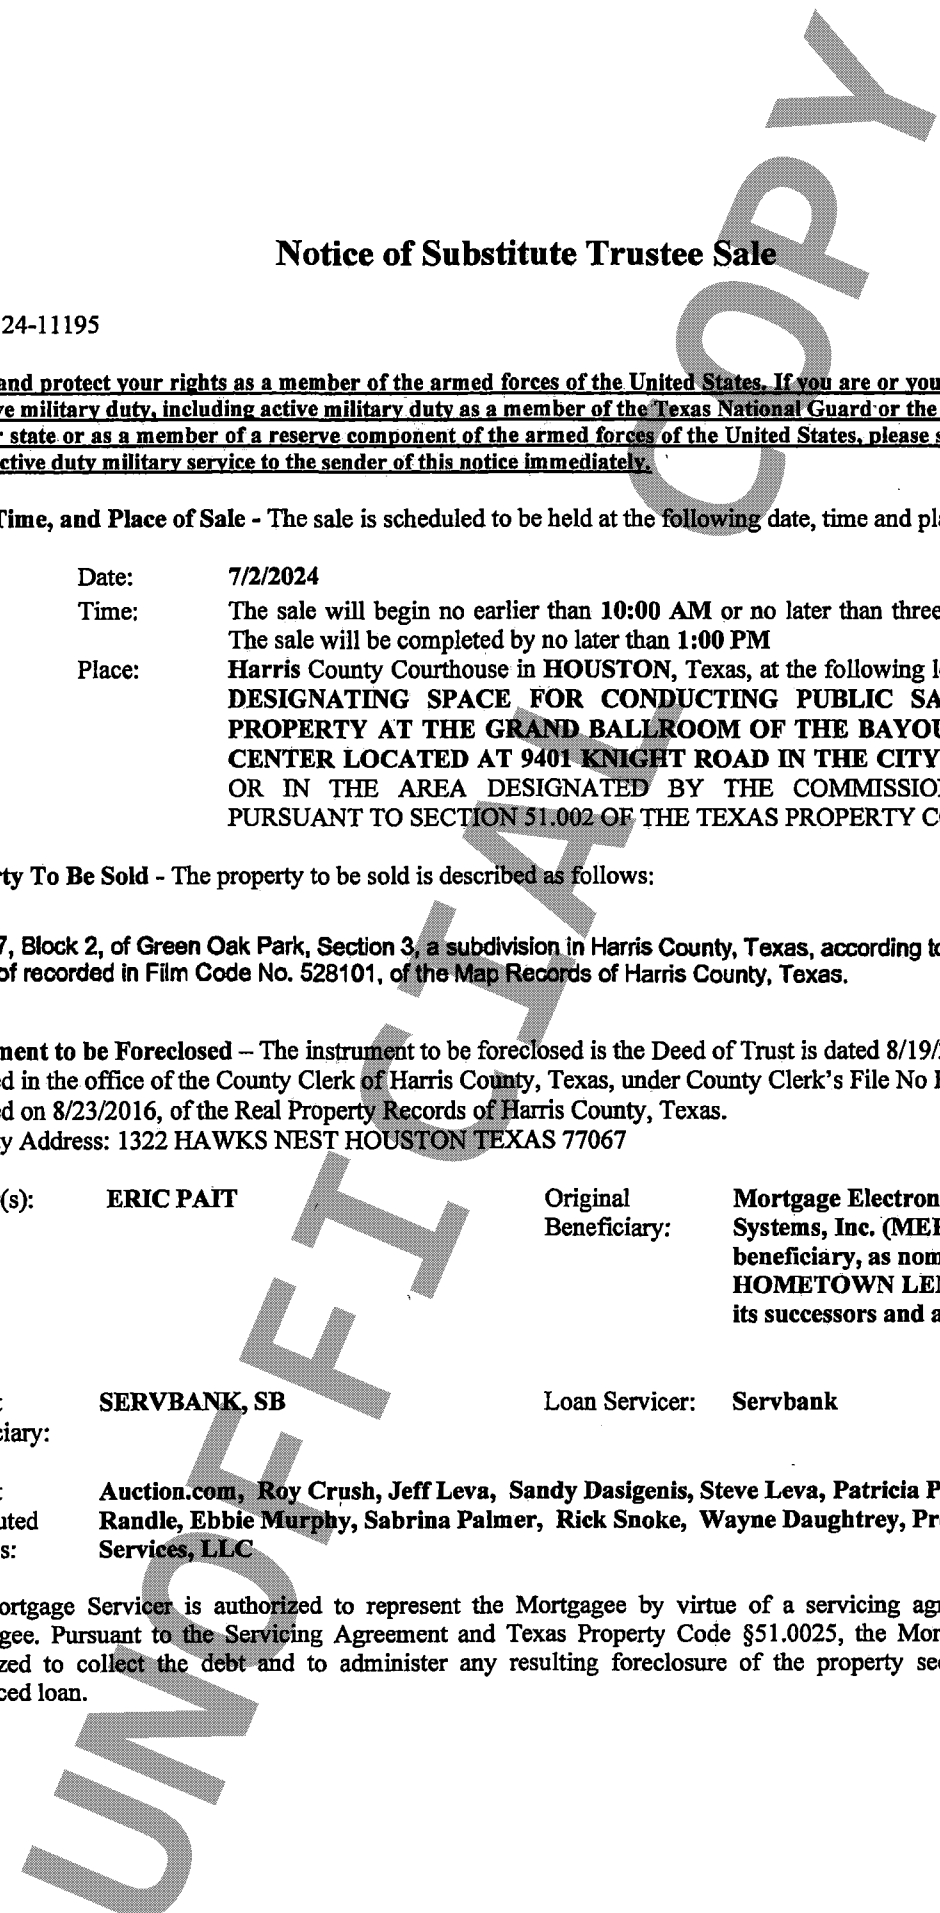 Notice of Substitute Trustee Sale
24-11195
and protect your rights as a member of the armed forces of the United States. If you are or you
e military duty, including active military duty as a member of the Texas National Guard or the
r state or as a member of a reserve component of the armed forces of the United States, please s
ctive duty military service to the sender of this notice immediately.
Time, and Place of Sale - The sale is scheduled to be held at the following date, time and pla
Date: 7/2/2024
Time: The sale will begin no earlier than 10:00 AM or no later than three
The sale will be completed by no later than 1:00 PM
Place: Harris County Courthouse in HOUSTON, Texas, at the following l
DESIGNATING SPACE FOR CONDUCTING PUBLIC SA
PROPERTY AT THE GRAND BALLROOM OF THE BAYOU
CENTER LOCATED AT 9401 KNIGHT ROAD IN THE CITY
OR IN THE AREA DESIGNATED BY THE COMMISSIO
PURSUANT TO SECTION 51.002 OF THE TEXAS PROPERTY CO
ty To Be Sold - The property to be sold is described as follows:
7, Block 2, of Green Oak Park, Section 3, a subdivision in Harris County, Texas, according to
of recorded in Film Code No. 528101, of the Map Records of Harris County, Texas.
ment to be Foreclosed – The instrument to be foreclosed is the Deed of Trust is dated 8/19/
ed in the office of the County Clerk of Harris County, Texas, under County Clerk's File No
ed on 8/23/2016, of the Real Property Records of Harris County, Texas.
y Address: 1322 HAWKS NEST HOUSTON TEXAS 77067
(s): ERIC PAIT Original Mortgage Electron
Beneficiary: Systems, Inc. (MER
beneficiary, as nom
HOMETOWN LEN
its successors and a
SERVBANK, SB Loan Servicer: Servbank
ciary:
Auction.com, Roy Crush, Jeff Leva, Sandy Dasigenis, Steve Leva, Patricia P
uted Randle, Ebbie Murphy, Sabrina Palmer, Rick Snoke, Wayne Daughtrey, Pr
s: Services, LLC
ortgage Servicer is authorized to represent the Mortgagee by virtue of a servicing agr
gee. Pursuant to the Servicing Agreement and Texas Property Code §51.0025, the Mor
zed to collect the debt and to administer any resulting foreclosure of the property se
ced loan.
UNOFFICIAL COPY